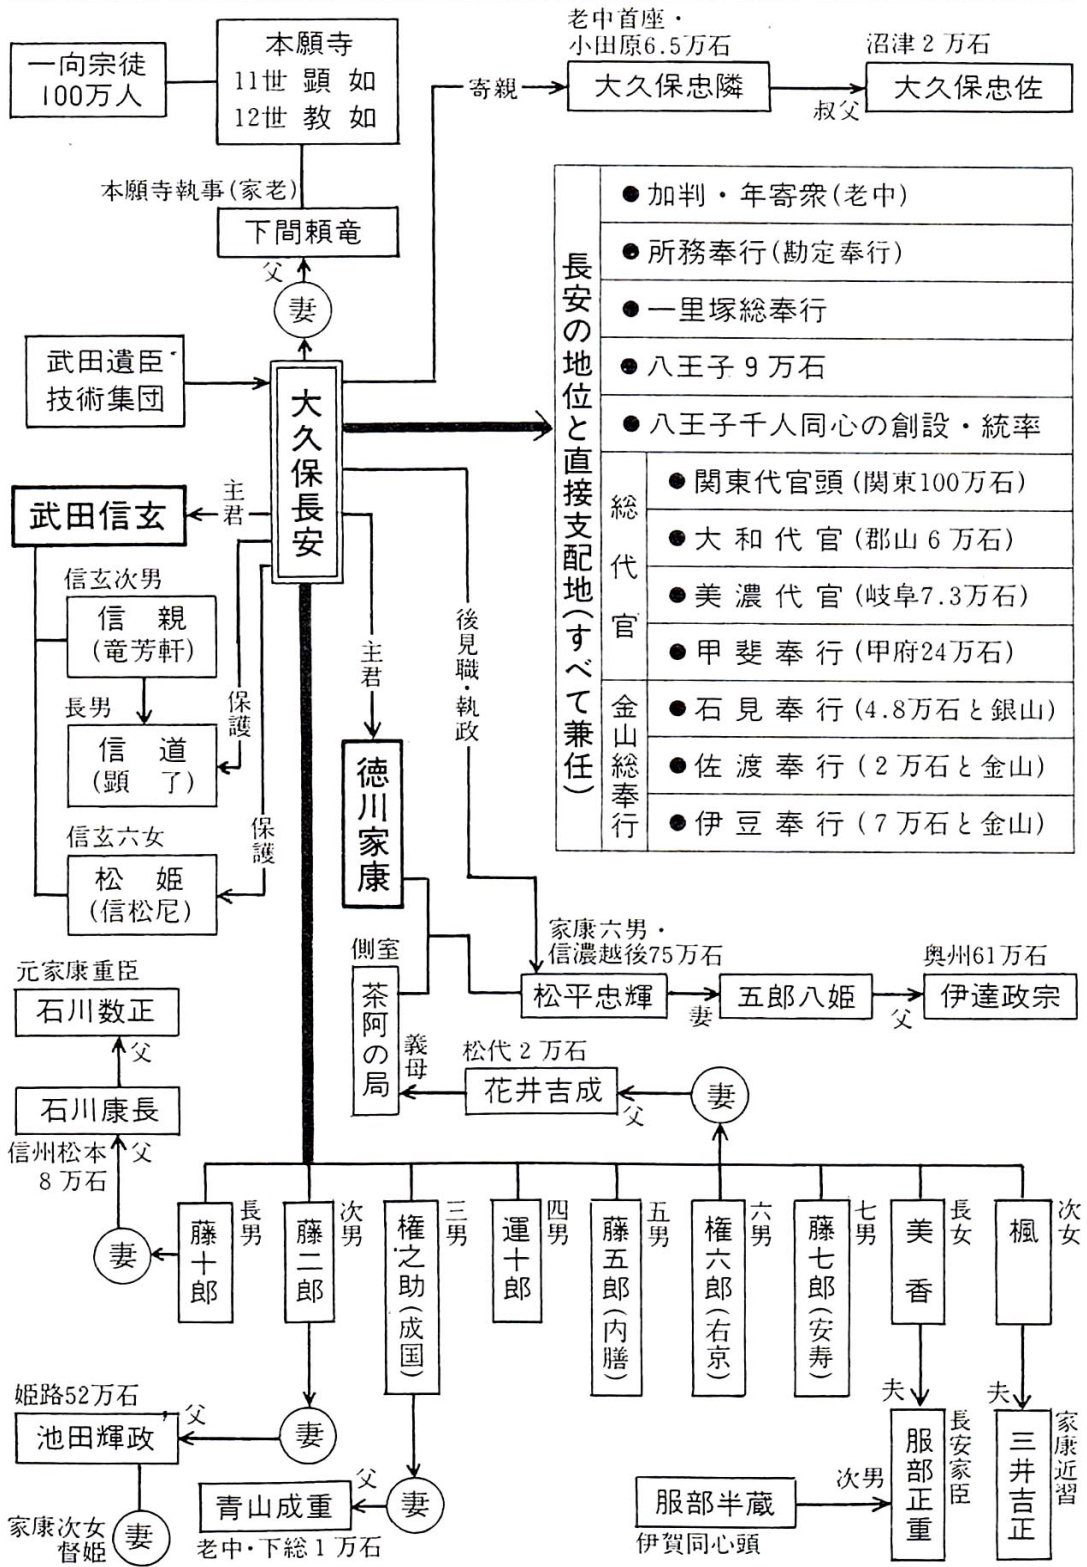 一向宗徒
100万人
本願寺
11世 顕 如
12世 教 如
老中首座・
小田原6.5万石
大久保忠隣
沼津2万石
大久保忠佐
寄親
叔父
本願寺執事(家老)
下間頼竜
父
妻
武田遺臣
技術集団
大久保長安
長安の地位と直接支配地(すべて兼任)
●加判・年寄衆(老中)
●所務奉行(勘定奉行)
●一里塚総奉行
●八王子9万石
●八王子千人同心の創設・統率
総代官
●関東代官頭(関東100万石)
●大和代官(郡山6万石)
●美濃代官(岐阜7.3万石)
●甲斐奉行(甲府24万石)
金山総奉行
●石見奉行(4.8万石と銀山)
●佐渡奉行(2万石と金山)
●伊豆奉行(7万石と金山)
主君
武田信玄
信玄次男
信 親
(竜芳軒)
長男
信 道
(顕 了)
保護
信玄六女
松 姫
(信松尼)
保護
主君
徳川家康
後見職・執政
側室
茶阿の局
家康六男・
信濃越後75万石
松平忠輝
妻
五郎八姫
父
奥州61万石
伊達政宗
元家康重臣
石川数正
父
石川康長
信州松本
8万石
父
妻
義母
松代2万石
花井吉成
父
妻
藤十郎
長男
藤二郎
次男
権之助(成国)
三男
運十郎
四男
藤五郎(内膳)
五男
権六郎(右京)
六男
藤七郎(安寿)
七男
美香
長女
楓
次女
姫路52万石
池田輝政
父
妻
家康次女
督姫
妻
青山成重
老中・下総1万石
父
妻
服部半蔵
伊賀同心頭
次男
夫
服部正重
長安家臣
夫
三井吉正
家康近習